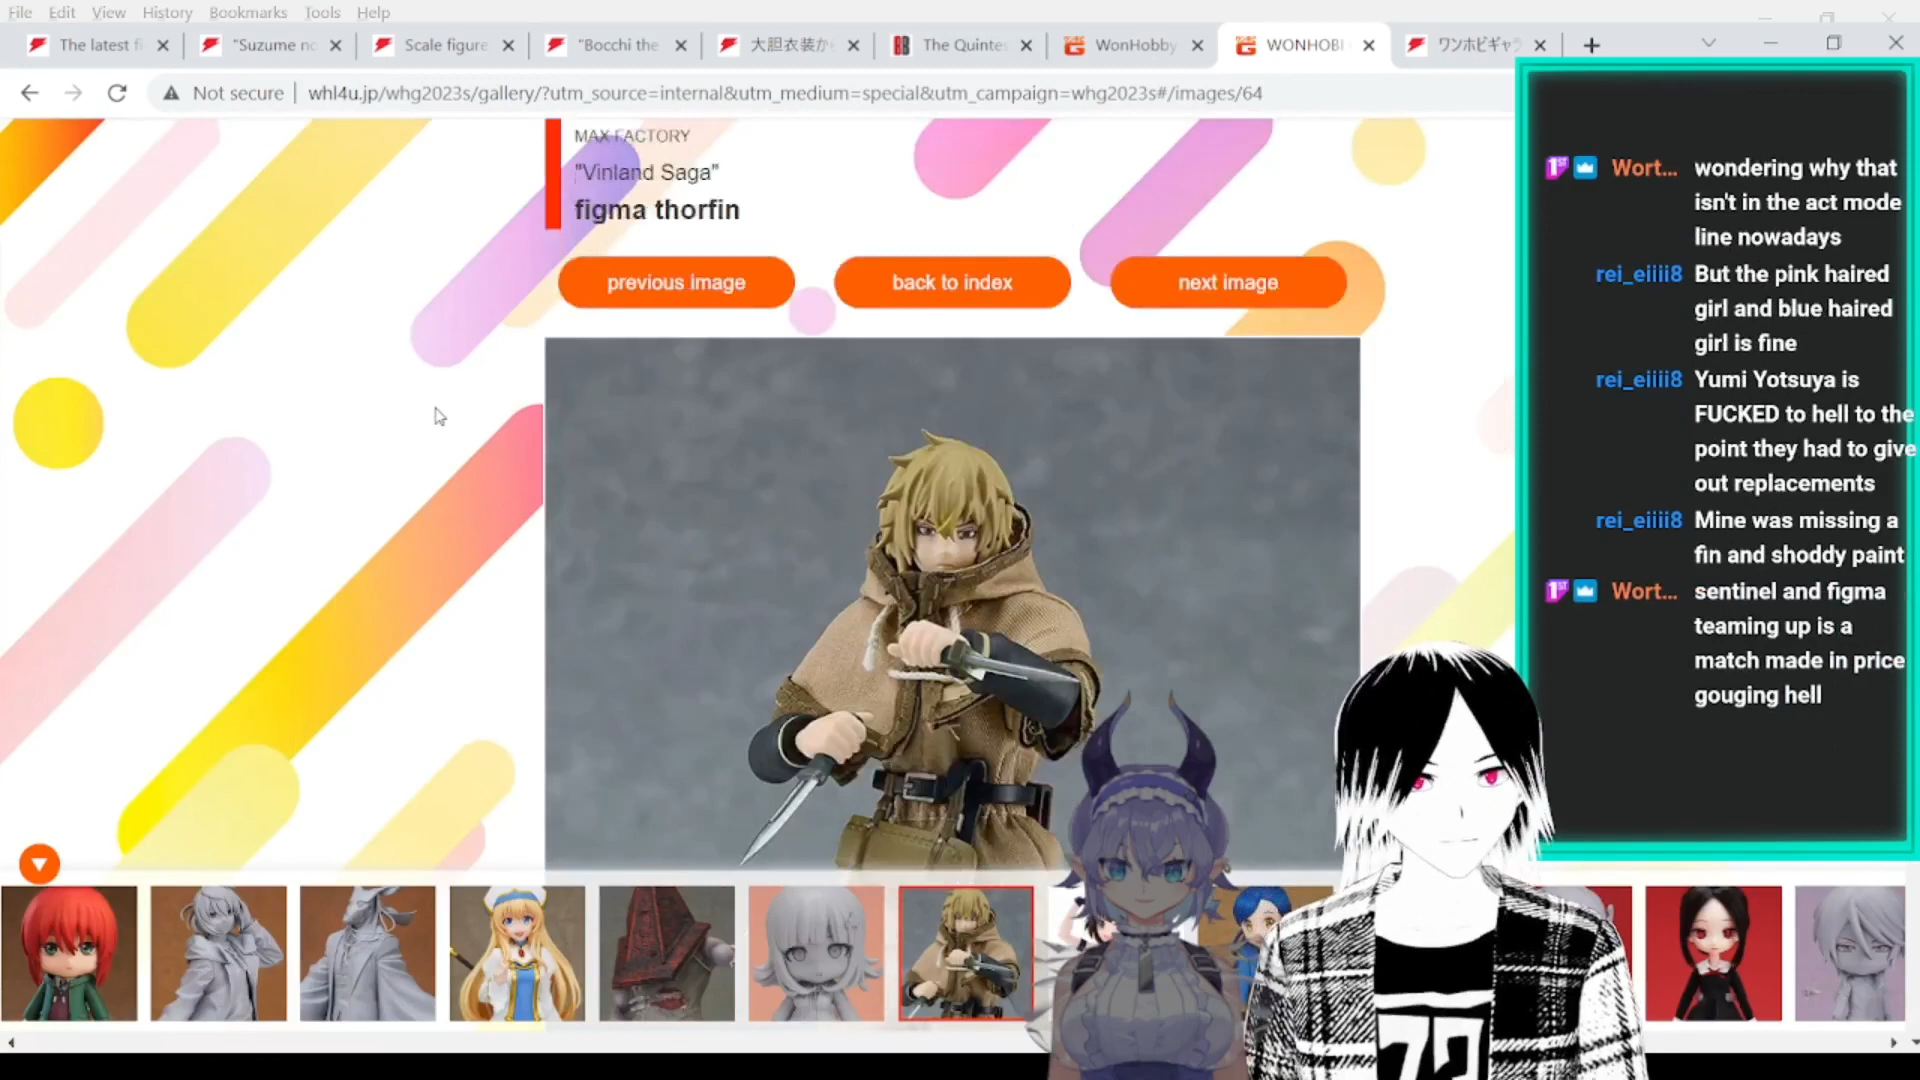 File Edit View History Bookmarks Tools Help
The latest fi
"Suzume no
Scale figure
"Bocchi the
大胆衣装か
The Quintes
WonHobby
WONHOBI
ワンホビギャラ
Not secure
whl4u.jp/whg2023s/gallery/?utm_source=internal&utm_medium=special&utm_campaign=whg2023s#/images/64
MAX FACTORY
"Vinland Saga"
figma thorfin
previous image
back to index
next image
Wort... wondering why that
isn't in the act mode
line nowadays
rei_eiiii8 But the pink haired
girl and blue haired
girl is fine
rei_eiiii8 Yumi Yotsuya is
FUCKED to hell to the
point they had to give
out replacements
rei_eiiii8 Mine was missing a
fin and shoddy paint
Wort... sentinel and figma
teaming up is a
match made in price
gouging hell